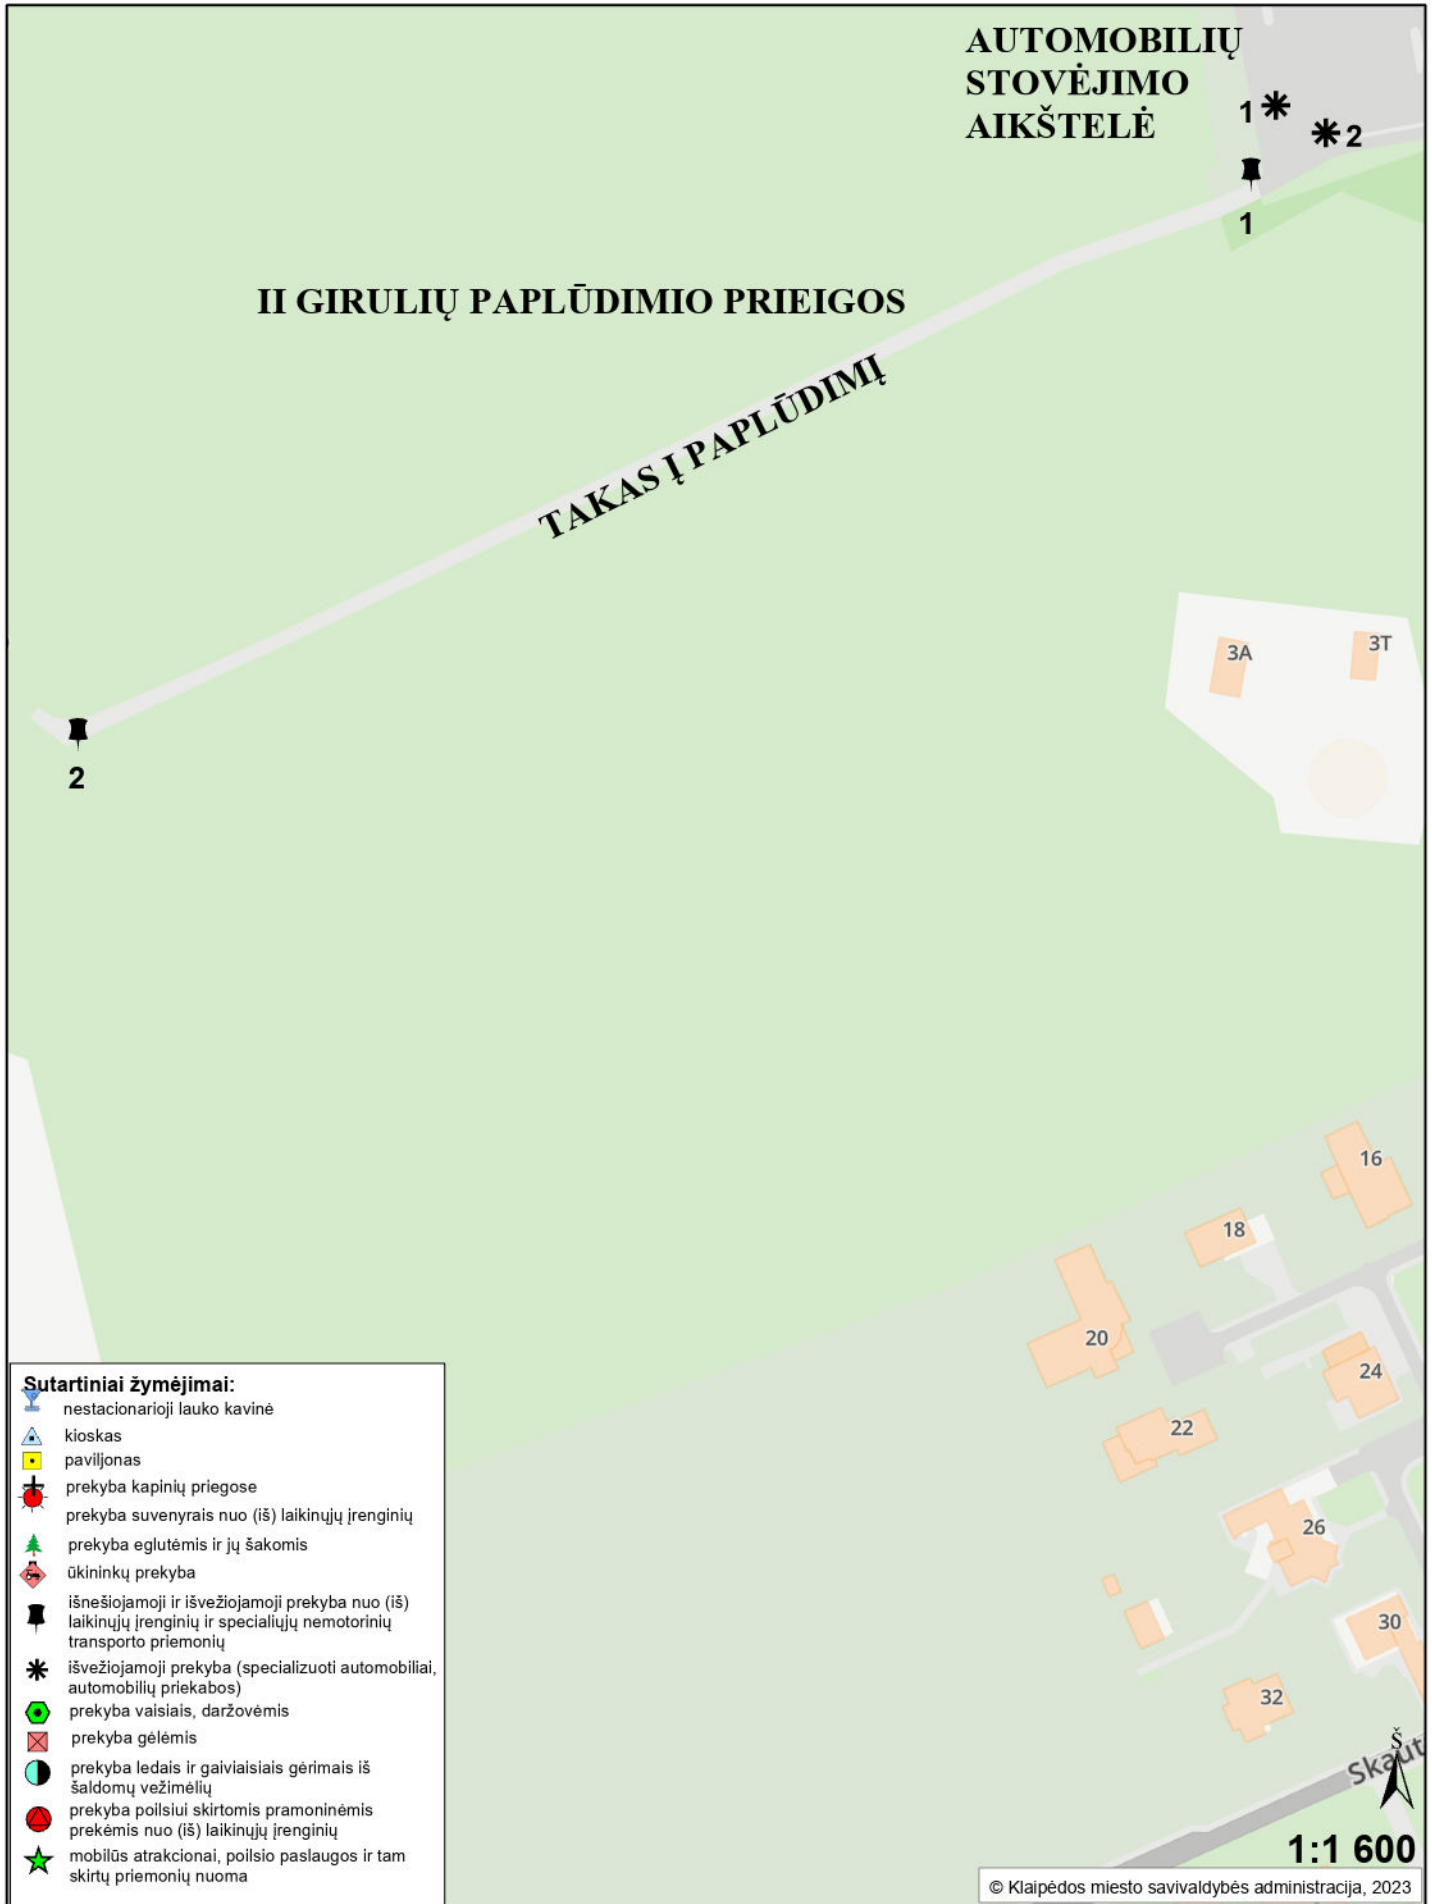 AUTOMOBILIŲ
STOVĖJIMO
AIKŠTELĖ
1
2
1
II GIRULIŲ PAPLŪDIMIO PRIEIGOS
TAKAS Į PAPLŪDIMĮ
3A
3T
2
16
18
20
24
22
26
30
32
Skaut
Š
1:1 600
© Klaipėdos miesto savivaldybės administracija, 2023
Sutartiniai žymėjimai:
nestacionarioji lauko kavinė
kioskas
paviljonas
prekyba kapinių priegose
prekyba suvenyrais nuo (iš) laikinųjų įrenginių
prekyba eglutėmis ir jų šakomis
ūkininkų prekyba
išnešiojamoji ir išvežiojamoji prekyba nuo (iš)
laikinųjų įrenginių ir specialiųjų nemotorinių
transporto priemonių
išvežiojamoji prekyba (specializuoti automobiliai,
automobilių priekabos)
prekyba vaisiais, daržovėmis
prekyba gėlėmis
prekyba ledais ir gaiviaisiais gėrimais iš
šaldomų vežimėlių
prekyba poilsiui skirtomis pramoninėmis
prekėmis nuo (iš) laikinųjų įrenginių
mobilūs atrakcionai, poilsio paslaugos ir tam
skirtų priemonių nuoma